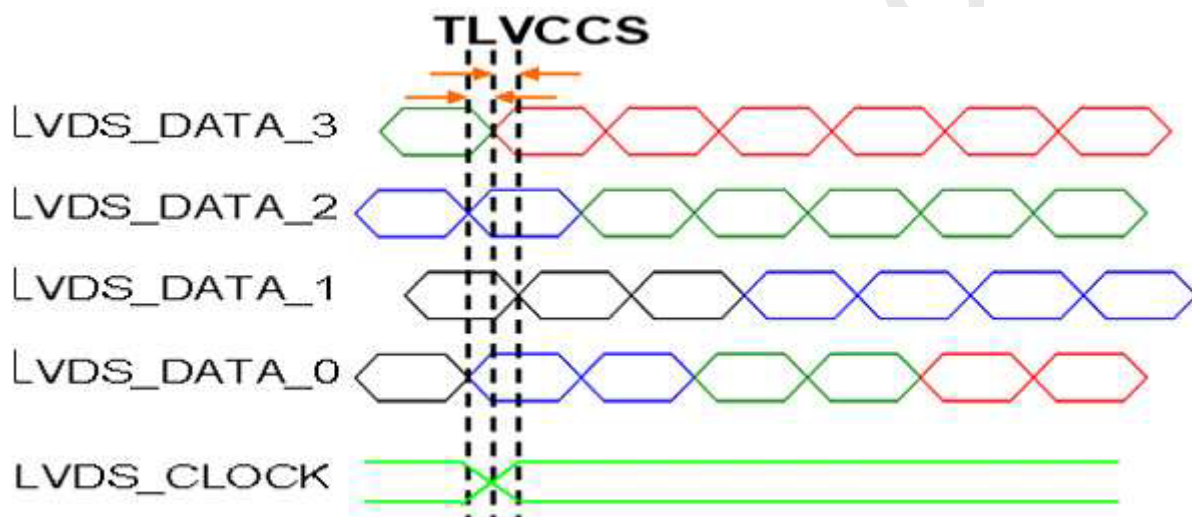 TLVCCS
LVDS_DATA_3
LVDS_DATA_2
LVDS_DATA_1
LVDS_DATA_0
LVDS_CLOCK